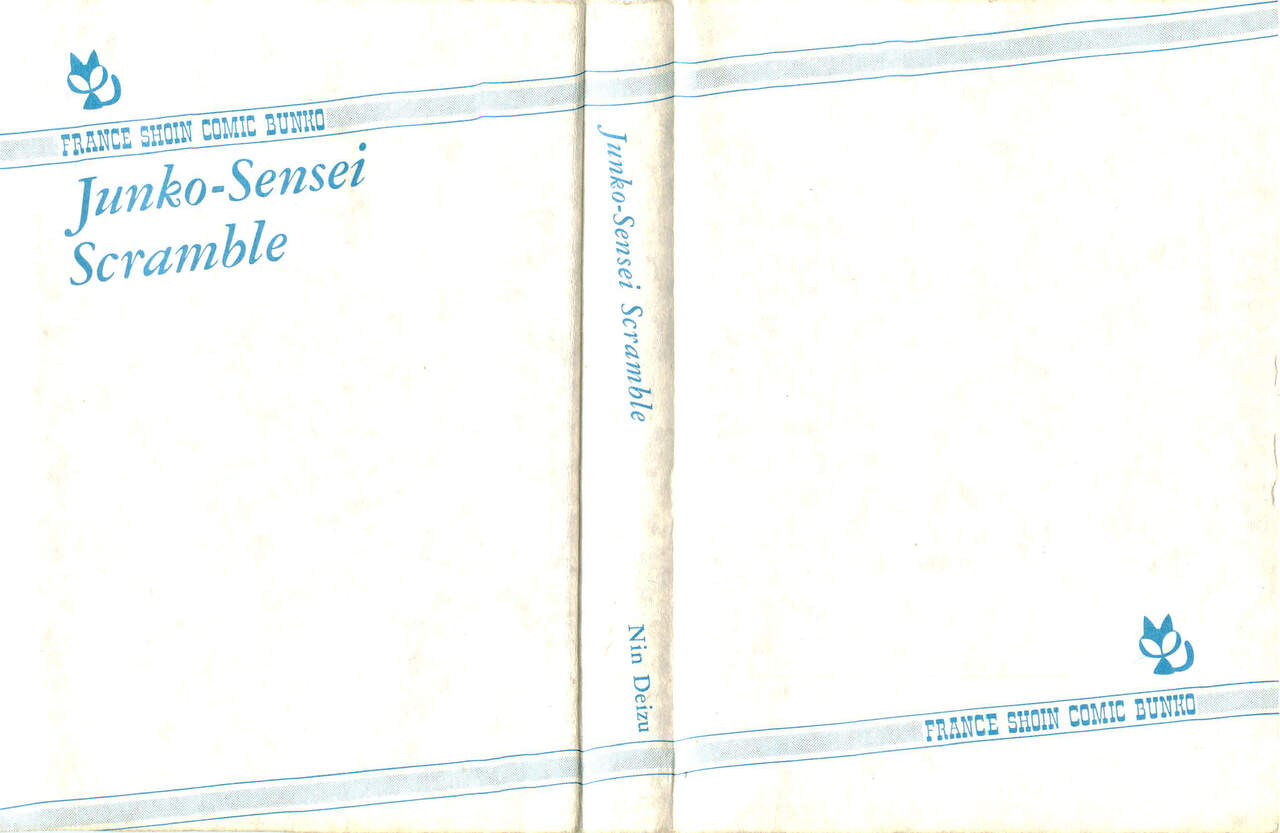 FRANCE SHOIN COMIC BUNKO
Junko-Sensei
Scramble
Junko-Sensei Scramble
Nin Deizu
FRANCE SHOIN COMIC BUNKO